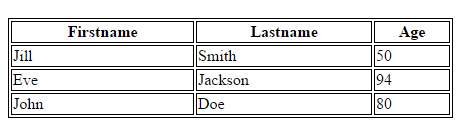 Firstname Lastname Age
Jill Smith 50
Eve Jackson 94
John Doe 80